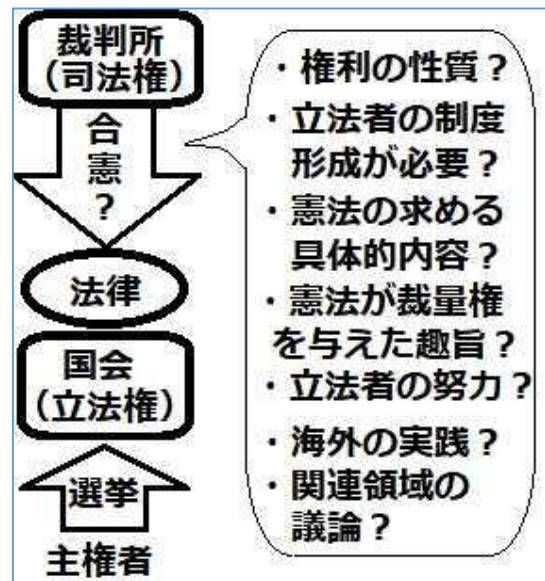 裁判所
（司法権）
合
憲
？
法律
国会
（立法権）
選挙
主権者
・権利の性質？
・立法者の制度
形成が必要？
・憲法の求める
具体的内容？
・憲法が裁量権
を与えた趣旨？
・立法者の努力？
・海外の実践？
・関連領域の
議論？